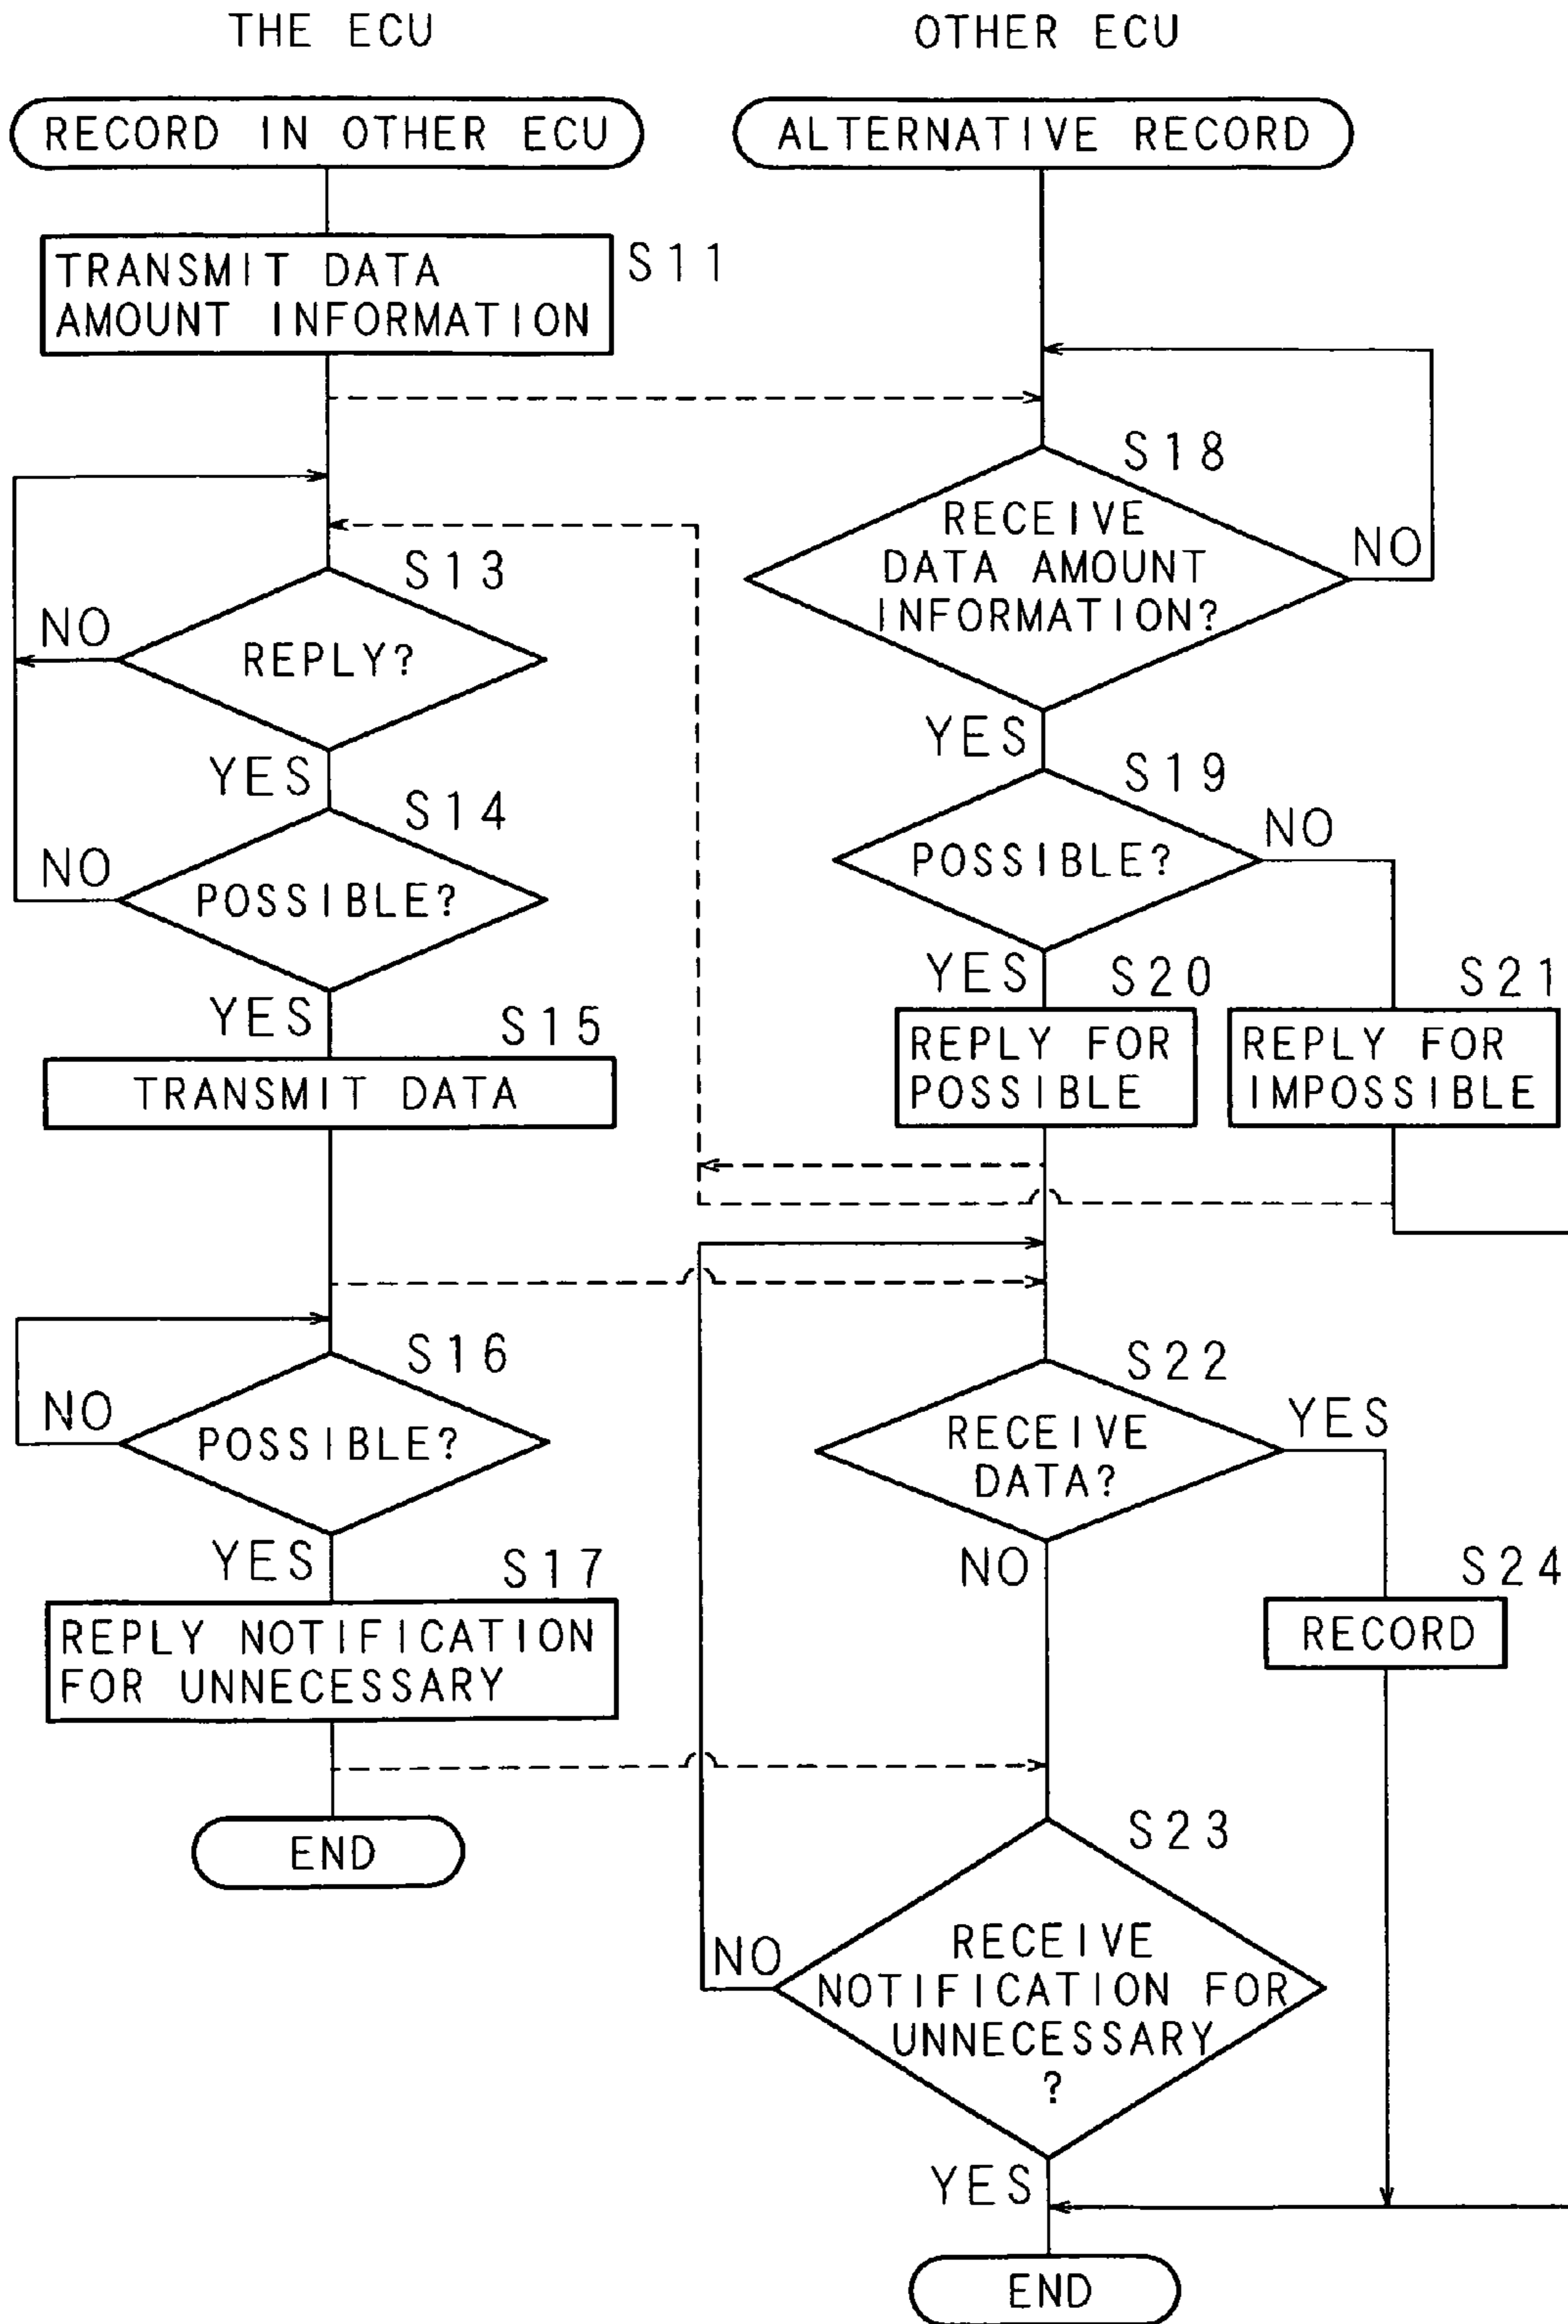 THE ECU
OTHER ECU
RECORD IN OTHER ECU
ALTERNATIVE RECORD
TRANSMIT DATA
AMOUNT INFORMATION
S11
S18
RECEIVE
DATA AMOUNT
INFORMATION?
NO
S13
NO
REPLY?
YES
YES
S14
NO
POSSIBLE?
S19
POSSIBLE?
NO
YES
S15
TRANSMIT DATA
YES
S20
S21
REPLY FOR
POSSIBLE
REPLY FOR
IMPOSSIBLE
S16
NO
POSSIBLE?
S22
RECEIVE
DATA?
YES
NO
YES
S17
REPLY NOTIFICATION
FOR UNNECESSARY
S24
RECORD
END
S23
NO
RECEIVE
NOTIFICATION FOR
UNNECESSARY
?
YES
END